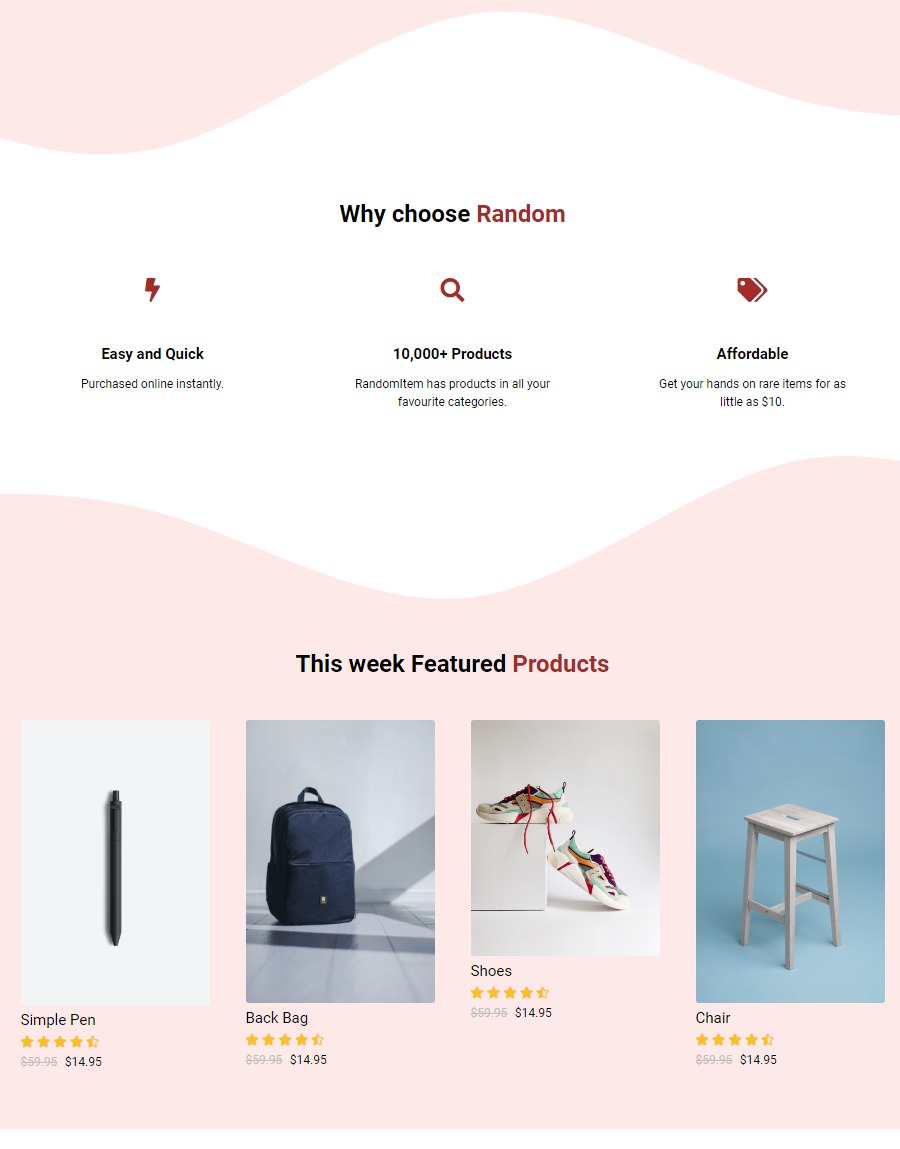 Why choose Random
Easy and Quick
Purchased online instantly.
10,000+ Products
RandomItem has products in all your
favourite categories.
Affordable
Get your hands on rare items for as
little as $10.
This week Featured Products
Simple Pen
$59.95 $14.95
Back Bag
$59.95 $14.95
Shoes
$59.95 $14.95
Chair
$59.95 $14.95